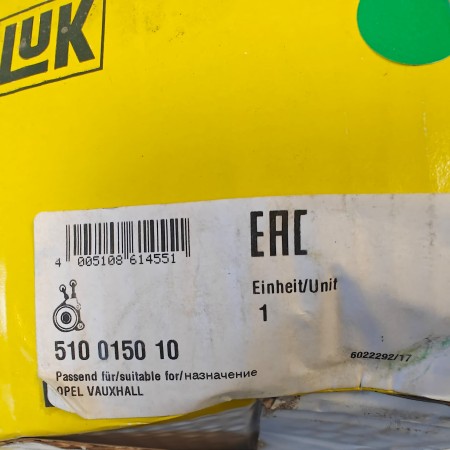 LUK
EAC
4 005108 614551
Einheit/Unit
1
510 0150 10
6022292/17
Passend für/suitable for/назначение
OPEL VAUXHALL